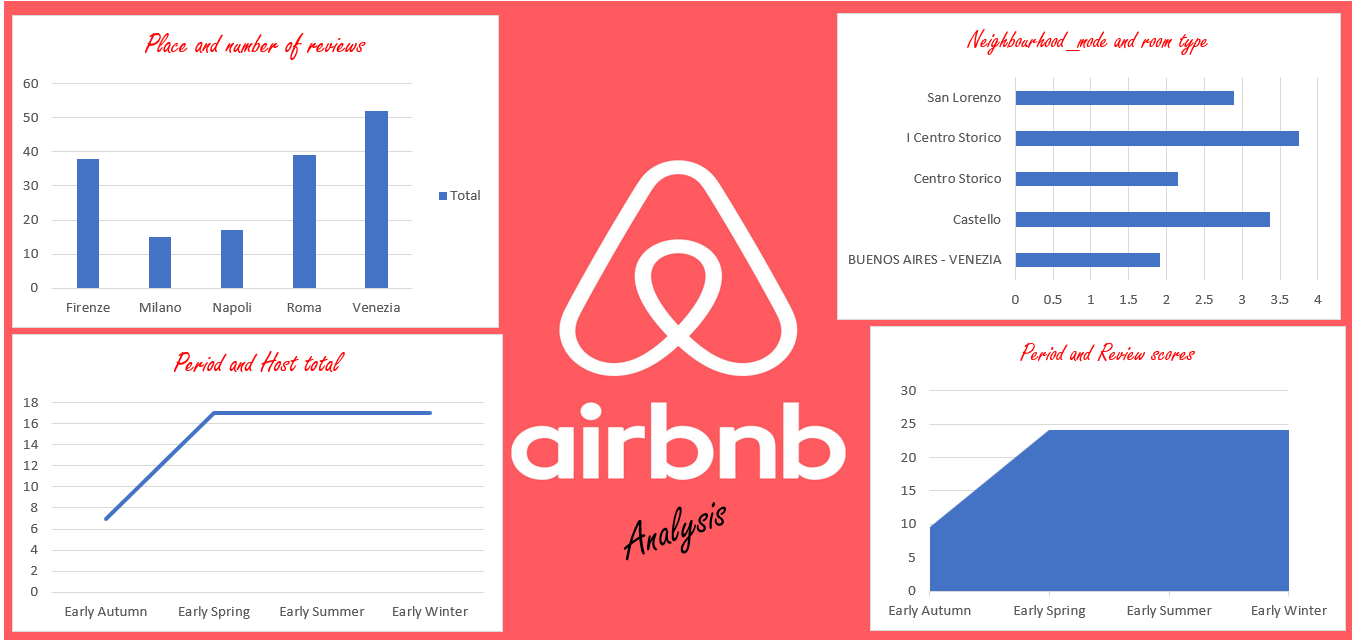 Place and number of reviews
60
50
40
30
20
10
0
Firenze Milano Napoli Roma Venezia
Total
Neighbourhood_mode and room type
San Lorenzo
I Centro Storico
Centro Storico
Castello
BUENOS AIRES - VENEZIA
0 0.5 1 1.5 2 2.5 3 3.5 4
airbnb
Analysis
Period and Host total
18
16
14
12
10
8
6
4
2
0
Early Autumn Early Spring Early Summer Early Winter
Period and Review scores
30
25
20
15
10
5
0
Early Autumn Early Spring Early Summer Early Winter